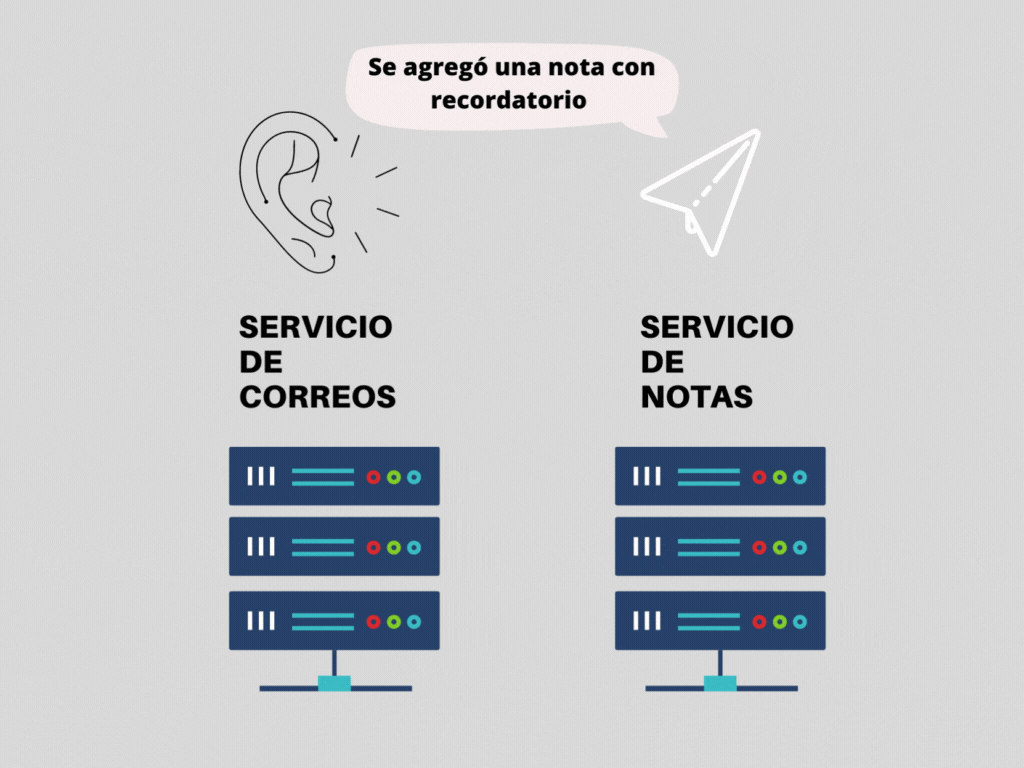 Se agregó una nota con
recordatorio
SERVICIO
DE
CORREOS
SERVICIO
DE
NOTAS